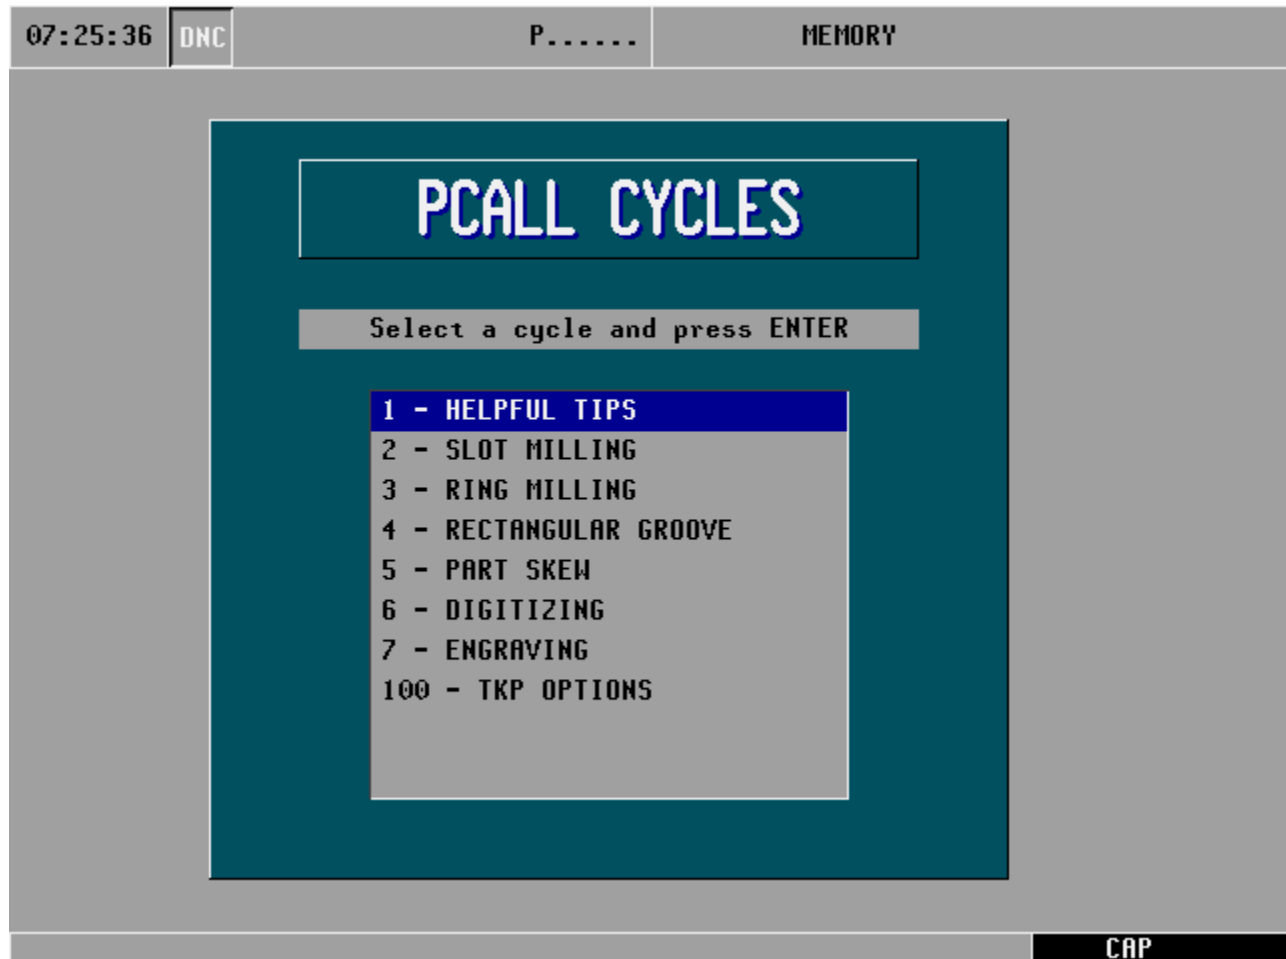 07:25:36 DNC P...... MEMORY
PCALL CYCLES
Select a cycle and press ENTER
1 - HELPFUL TIPS
2 - SLOT MILLING
3 - RING MILLING
4 - RECTANGULAR GROOVE
5 - PART SKEW
6 - DIGITIZING
7 - ENGRAVING
100 - TKP OPTIONS
CAP